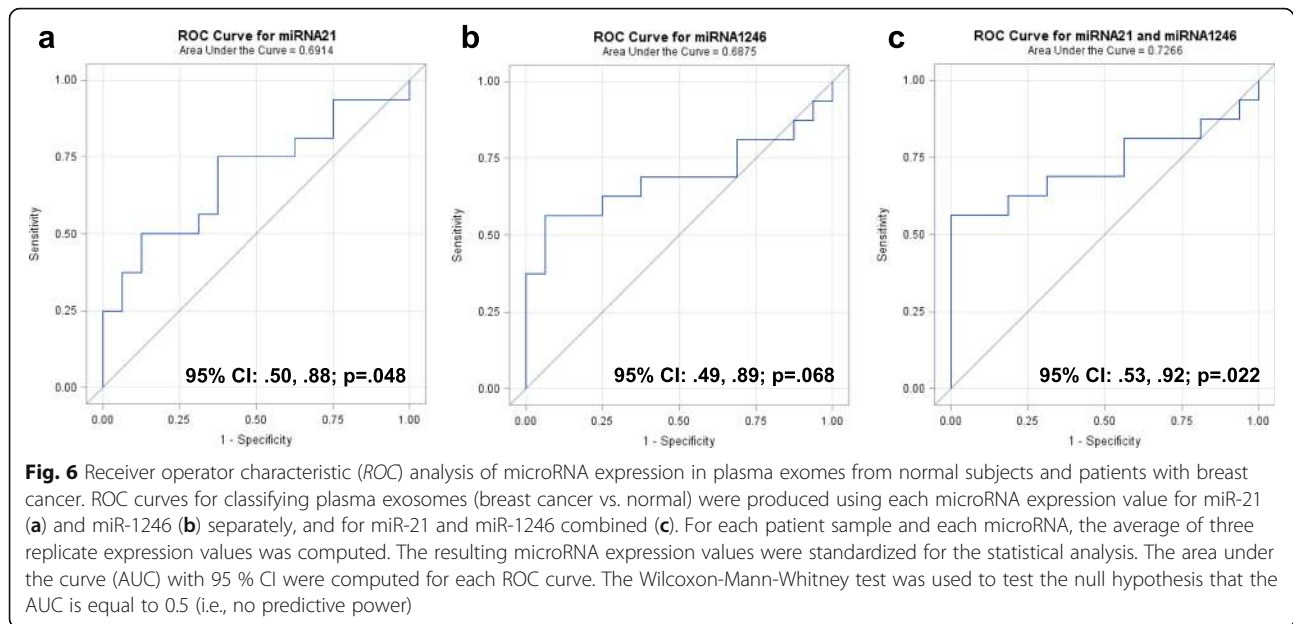 a
ROC Curve for miRNA21
Area Under the Curve = 0.6914
1.00
0.75
0.50
0.25
0.00
Sensitivity
95% CI: .50, .88; p=.048
0.00 0.25 0.50 0.75 1.00
1 - Specificity
b
ROC Curve for miRNA1246
Area Under the Curve = 0.6875
1.00
0.75
0.50
0.25
0.00
Sensitivity
95% CI: .49, .89; p=.068
0.00 0.25 0.50 0.75 1.00
1 - Specificity
c
ROC Curve for miRNA21 and miRNA1246
Area Under the Curve = 0.7266
1.00
0.75
0.50
0.25
0.00
Sensitivity
95% CI: .53, .92; p=.022
0.00 0.25 0.50 0.75 1.00
1 - Specificity
Fig. 6 Receiver operator characteristic (ROC) analysis of microRNA expression in plasma exomes from normal subjects and patients with breast
cancer. ROC curves for classifying plasma exosomes (breast cancer vs. normal) were produced using each microRNA expression value for miR-21
(a) and miR-1246 (b) separately, and for miR-21 and miR-1246 combined (c). For each patient sample and each microRNA, the average of three
replicate expression values was computed. The resulting microRNA expression values were standardized for the statistical analysis. The area under
the curve (AUC) with 95 % CI were computed for each ROC curve. The Wilcoxon-Mann-Whitney test was used to test the null hypothesis that the
AUC is equal to 0.5 (i.e., no predictive power)